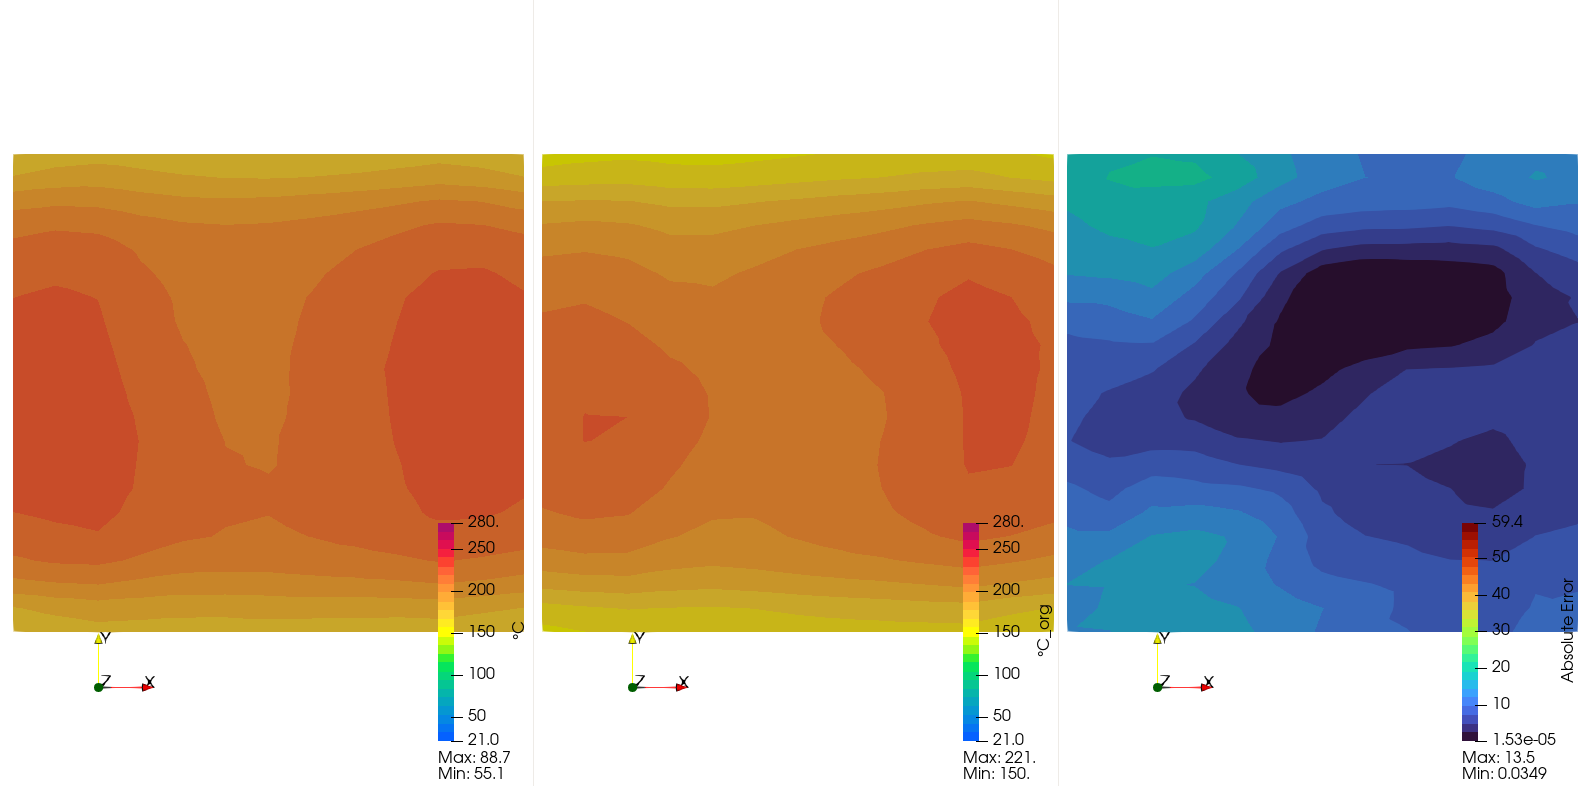 280.
250
200
150
100
50
21.0
°C
Max: 88.7
Min: 55.1
Y
Z
X
280.
250
200
150
100
50
21.0
°C_org
Max: 221.
Min: 150.
Y
Z
X
59.4
50
40
30
20
10
1.53e-05
Absolute Error
Max: 13.5
Min: 0.0349
Y
Z
X